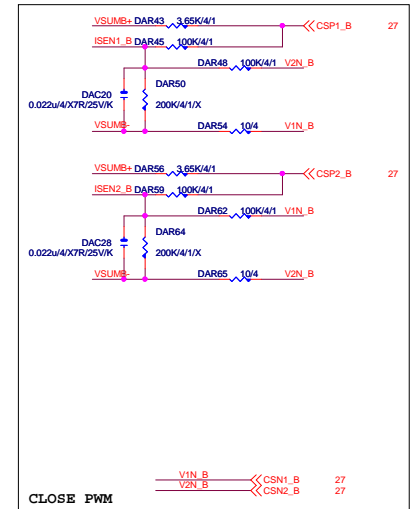 VSUMB+ DAR43 3.65K/4/1 CSP1_B 27
ISEN1_B DAR45 100K/4/1
DAR48 100K/4/1 V2N_B
DAR50
DAC20
0.022u/4/X7R/25V/K 200K/4/1/X
VSUMB- DAR54 10/4 V1N_B
VSUMB+ DAR56 3.65K/4/1 CSP2_B 27
ISEN2_B DAR59 100K/4/1
DAR62 100K/4/1 V1N_B
DAR64
DAC28
0.022u/4/X7R/25V/K 200K/4/1/X
VSUMB- DAR65 10/4 V2N_B
V1N_B CSN1_B 27
V2N_B CSN2_B 27
CLOSE PWM